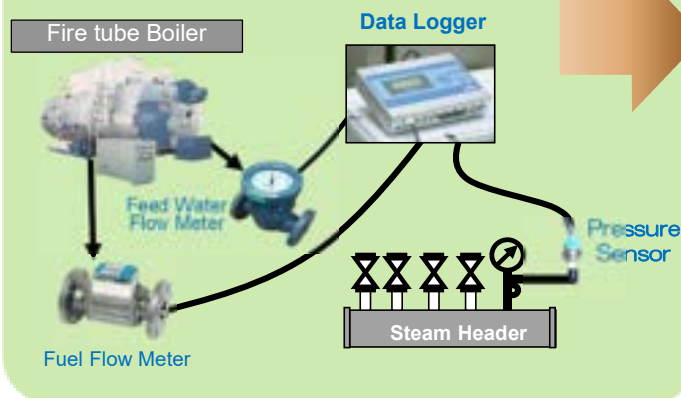 Fire tube Boiler
Data Logger
Feed Water
Flow Meter
Pressure
Sensor
Steam Header
Fuel Flow Meter